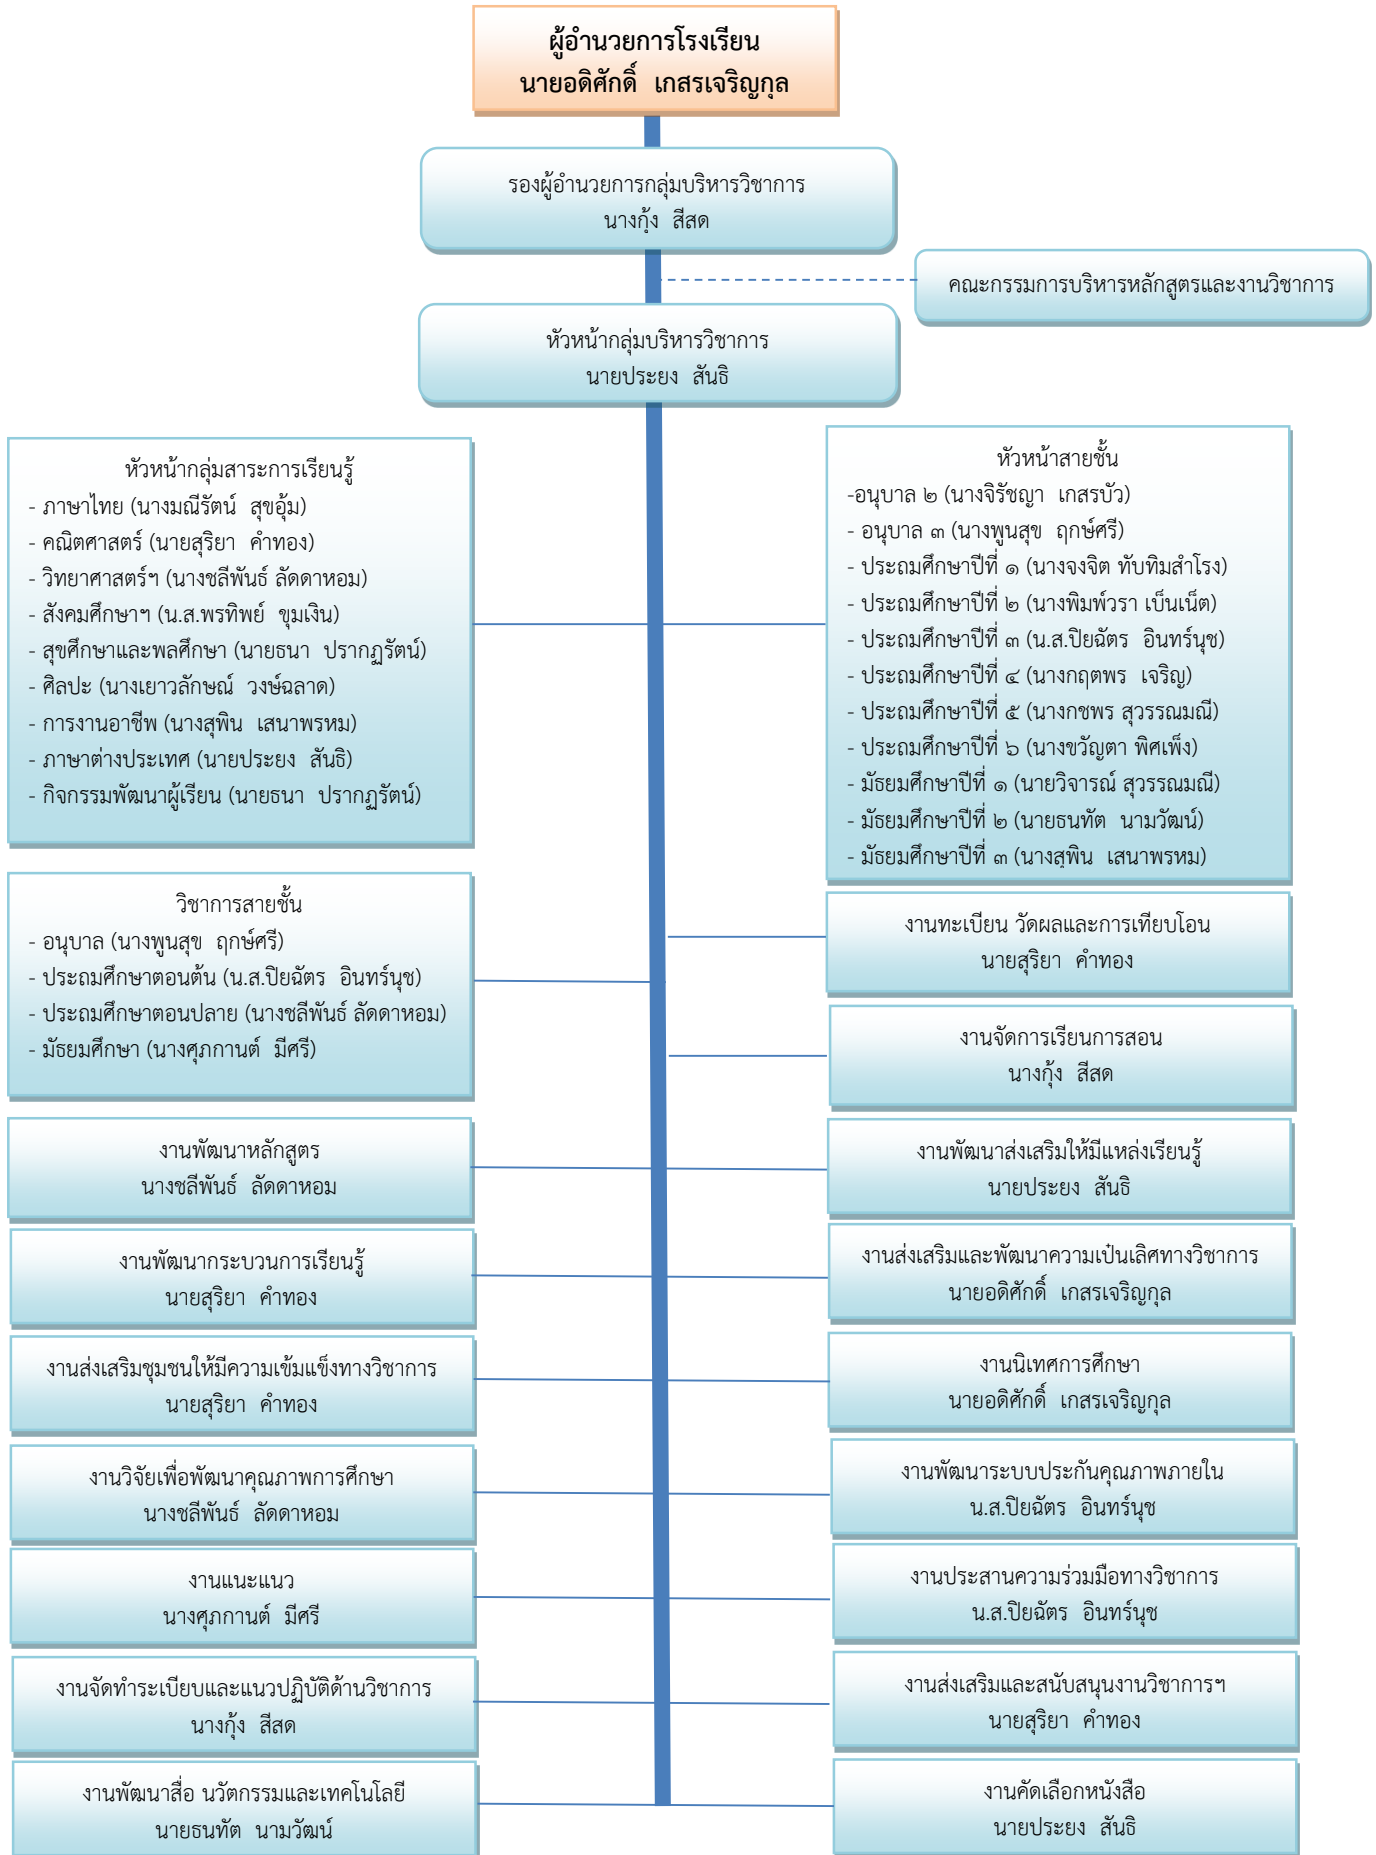 ผู้อำนวยการโรงเรียน
นายอดิศักดิ์ เกสรเจริญกุล
รองผู้อำนวยการกลุ่มบริหารวิชาการ
นางกุ้ง สีสด
คณะกรรมการบริหารหลักสูตรและงานวิชาการ
หัวหน้ากลุ่มบริหารวิชาการ
นายประยง สันธิ
หัวหน้ากลุ่มสาระการเรียนรู้
- ภาษาไทย (นางมณีรัตน์ สุขอุ้ม)
- คณิตศาสตร์ (นายสุริยา คำทอง)
- วิทยาศาสตร์ฯ (นางชลีพันธ์ ลัดดาหอม)
- สังคมศึกษาฯ (น.ส.พรทิพย์ ขุมเงิน)
- สุขศึกษาและพลศึกษา (นายธนา ปรากฏรัตน์)
- ศิลปะ (นางเยาวลักษณ์ วงษ์ฉลาด)
- การงานอาชีพ (นางสุพิน เสนาพรหม)
- ภาษาต่างประเทศ (นายประยง สันธิ)
- กิจกรรมพัฒนาผู้เรียน (นายธนา ปรากฏรัตน์)
หัวหน้าสายชั้น
-อนุบาล ๒ (นางจิรัชญา เกสรบัว)
- อนุบาล ๓ (นางพูนสุข ฤกษ์ศรี)
- ประถมศึกษาปีที่ ๑ (นางจงจิต ทับทิมสำโรง)
- ประถมศึกษาปีที่ ๒ (นางพิมพ์วรา เบ็นเน็ต)
- ประถมศึกษาปีที่ ๓ (น.ส.ปิยฉัตร อินทร์นุช)
- ประถมศึกษาปีที่ ๔ (นางกฤตพร เจริญ)
- ประถมศึกษาปีที่ ๕ (นางกชพร สุวรรณมณี)
- ประถมศึกษาปีที่ ๖ (นางขวัญตา พิศเพ็ง)
- มัธยมศึกษาปีที่ ๑ (นายวิจารณ์ สุวรรณมณี)
- มัธยมศึกษาปีที่ ๒ (นายธนทัต นามวัฒน์)
- มัธยมศึกษาปีที่ ๓ (นางสุพิน เสนาพรหม)
วิชาการสายชั้น
- อนุบาล (นางพูนสุข ฤกษ์ศรี)
- ประถมศึกษาตอนต้น (น.ส.ปิยฉัตร อินทร์นุช)
- ประถมศึกษาตอนปลาย (นางชลีพันธ์ ลัดดาหอม)
- มัธยมศึกษา (นางศุภกานต์ มีศรี)
งานทะเบียน วัดผลและการเทียบโอน
นายสุริยา คำทอง
งานจัดการเรียนการสอน
นางกุ้ง สีสด
งานพัฒนาหลักสูตร
นางชลีพันธ์ ลัดดาหอม
งานพัฒนาส่งเสริมให้มีแหล่งเรียนรู้
นายประยง สันธิ
งานพัฒนากระบวนการเรียนรู้
นายสุริยา คำทอง
งานส่งเสริมและพัฒนาความเป็นเลิศทางวิชาการ
นายอดิศักดิ์ เกสรเจริญกุล
งานส่งเสริมชุมชนให้มีความเข้มแข็งทางวิชาการ
นายสุริยา คำทอง
งานนิเทศการศึกษา
นายอดิศักดิ์ เกสรเจริญกุล
งานวิจัยเพื่อพัฒนาคุณภาพการศึกษา
นางชลีพันธ์ ลัดดาหอม
งานพัฒนาระบบประกันคุณภาพภายใน
น.ส.ปิยฉัตร อินทร์นุช
งานแนะแนว
นางศุภกานต์ มีศรี
งานประสานความร่วมมือทางวิชาการ
น.ส.ปิยฉัตร อินทร์นุช
งานจัดทำระเบียบและแนวปฏิบัติด้านวิชาการ
นางกุ้ง สีสด
งานส่งเสริมและสนับสนุนงานวิชาการฯ
นายสุริยา คำทอง
งานพัฒนาสื่อ นวัตกรรมและเทคโนโลยี
นายธนทัต นามวัฒน์
งานคัดเลือกหนังสือ
นายประยง สันธิ